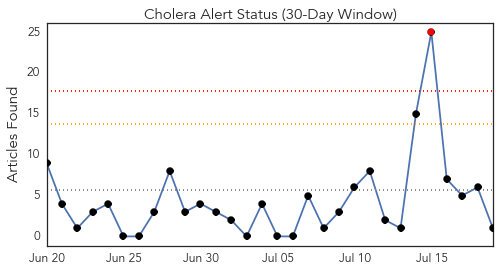 Cholera Alert Status (30-Day Window)
Articles Found
25
20
15
10
5
0
Jun 20
Jun 25
Jun 30
Jul 05
Jul 10
Jul 15